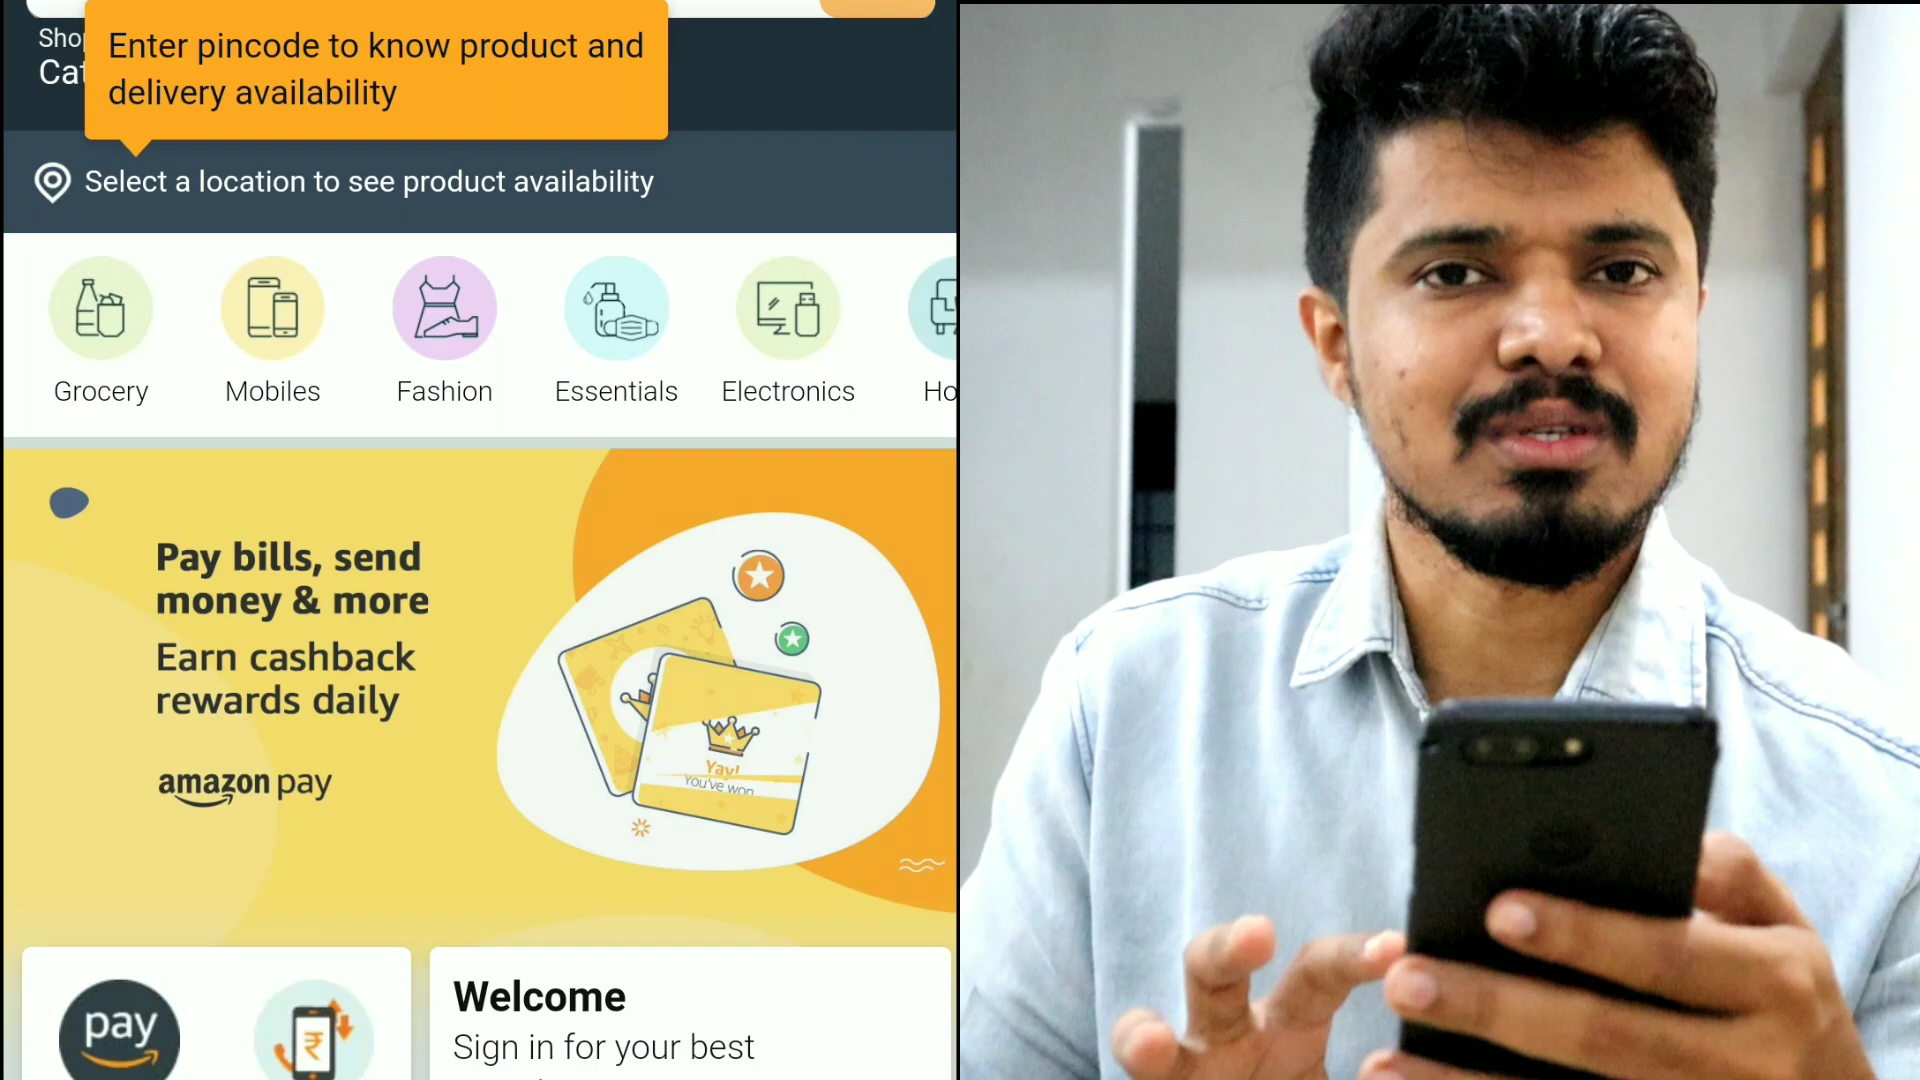 Enter pincode to know product and
delivery availability
Select a location to see product availability
Grocery
Mobiles
Fashion
Essentials
Electronics
Pay bills, send
money & more
Earn cashback
rewards daily
amazon pay
Yay!
You've won
pay
₹
Welcome
Sign in for your best